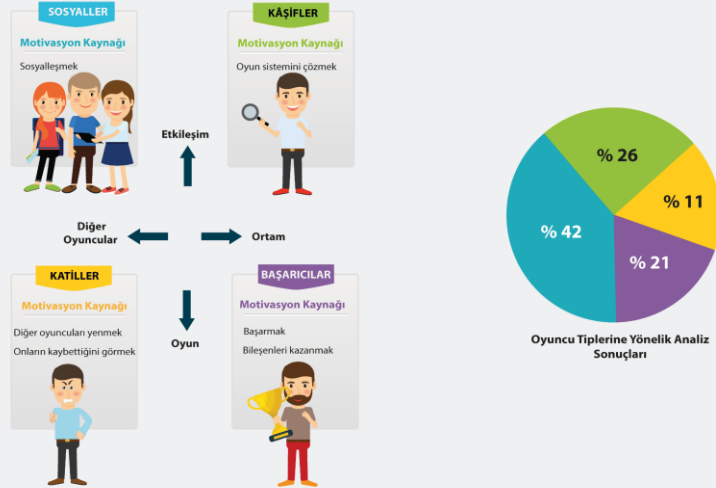 SOSYALLER
Motivasyon Kaynağı
Sosyalleşmek
KÂŞİFLER
Motivasyon Kaynağı
Oyun sistemini çözmek
Etkileşim
Diğer
Oyuncular
Ortam
Oyun
KATİLLER
Motivasyon Kaynağı
Diğer oyuncuları yenmek
Onların kaybettiğini görmek
BAŞARICILAR
Motivasyon Kaynağı
Başarmak
Bileşenleri kazanmak
% 26
% 11
% 42
% 21
Oyuncu Tiplerine Yönelik Analiz
Sonuçları